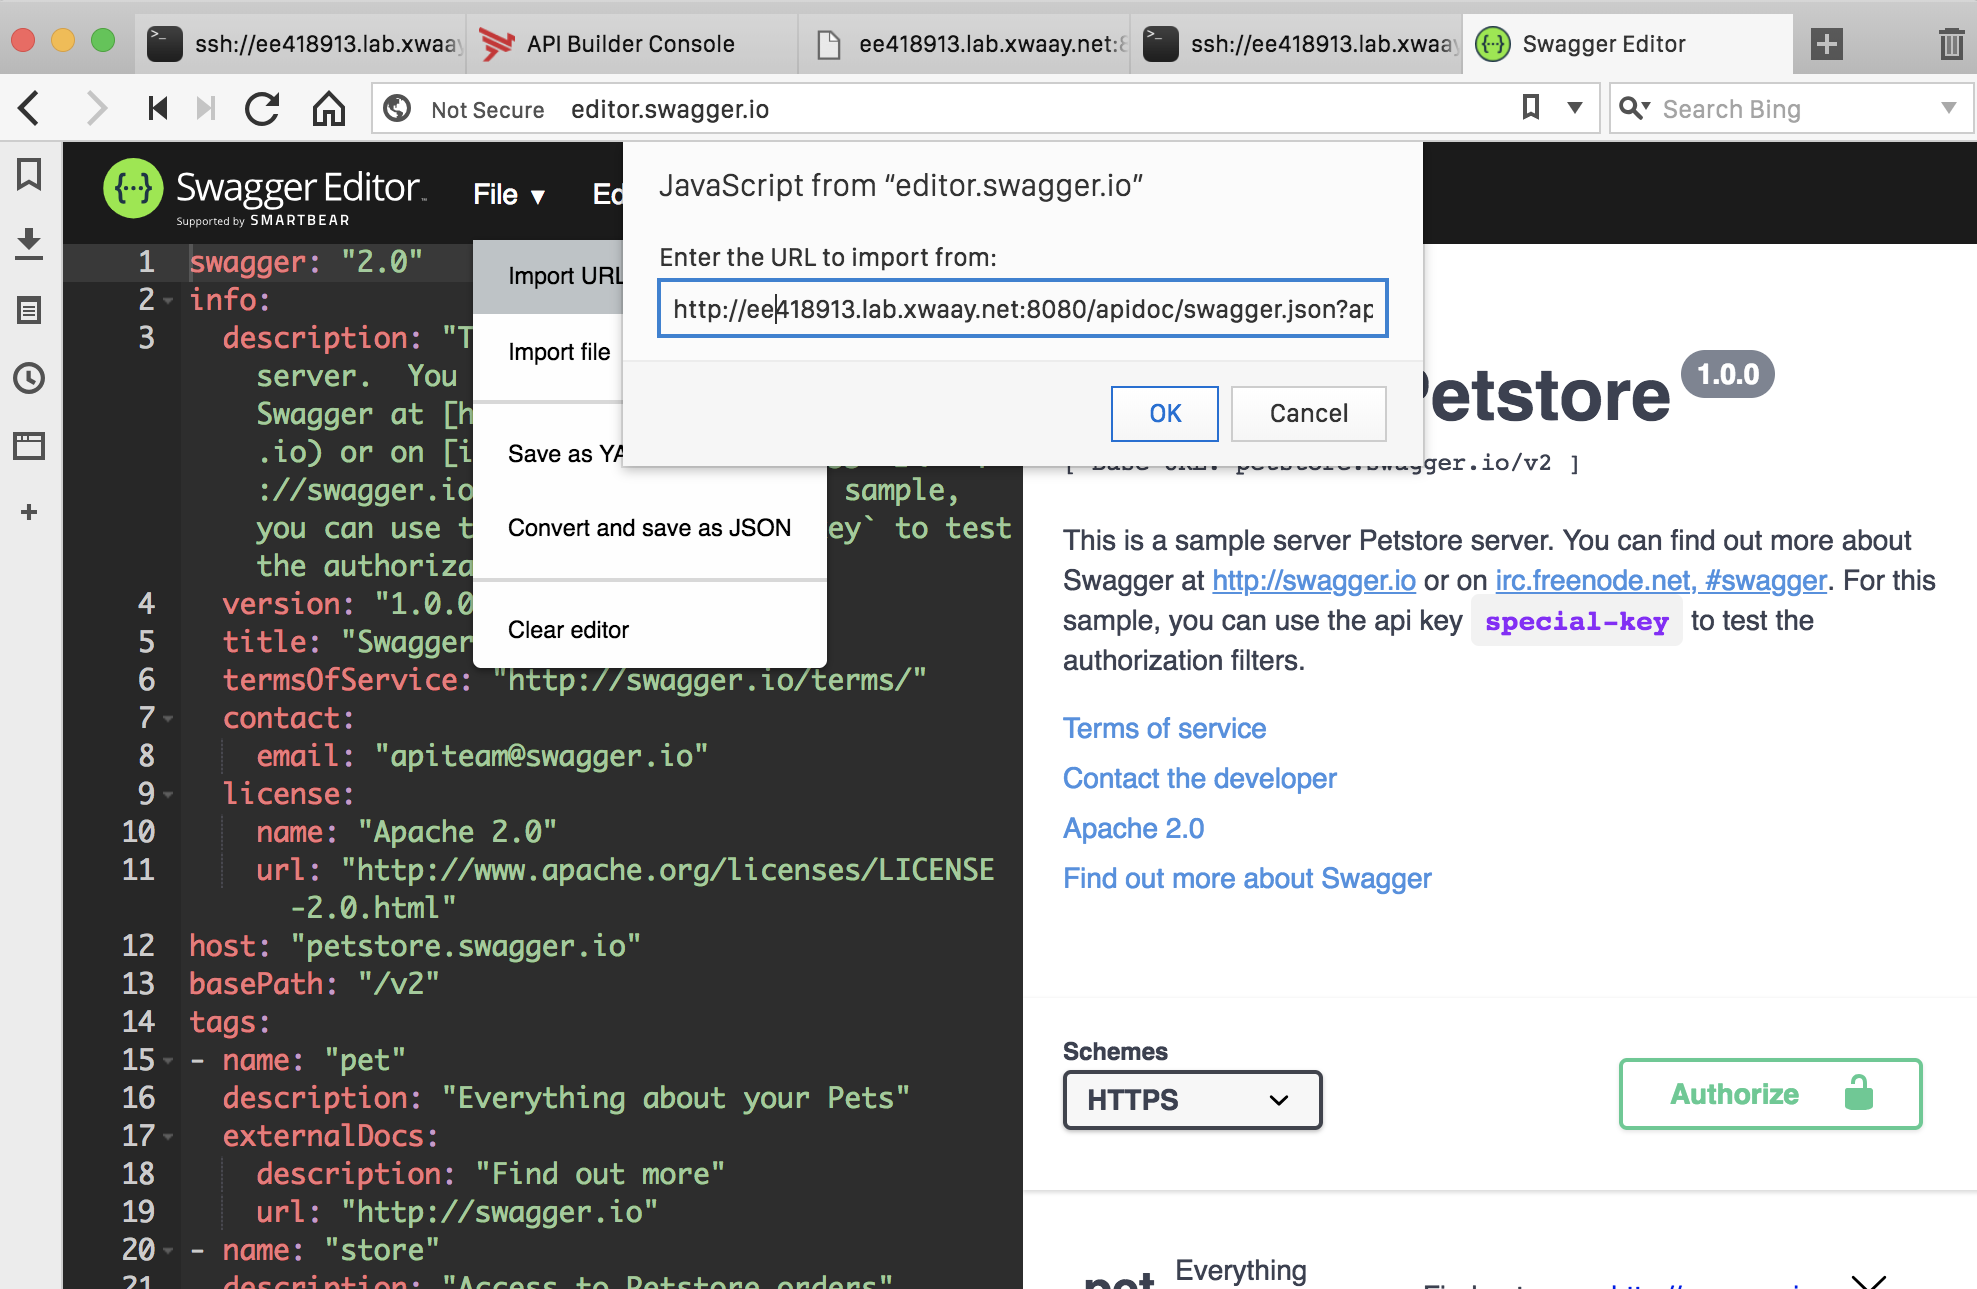 ssh://ee418913.lab.xwaay
API Builder Console
ee418913.lab.xwaay.net:8
ssh://ee418913.lab.xwaay
Swagger Editor
Not Secure editor.swagger.io
Search Bing
Swagger Editor
Supported by SMARTBEAR
File ▼
Ed
JavaScript from “editor.swagger.io”
Enter the URL to import from:
http://ee418913.lab.xwaay.net:8080/apidoc/swagger.json?ap
OK
Cancel
Import URL
Import file
Save as YA
Convert and save as JSON
Clear editor
1 swagger: "2.0"
2 info:
3 description: "T
server. You
Swagger at [h
.io) or on [i
://swagger.io sample,
you can use t ey` to test
the authoriza
4 version: "1.0.0
5 title: "Swagger
6 termsOfService: "http://swagger.io/terms/"
7 contact:
8 email: "apiteam@swagger.io"
9 license:
10 name: "Apache 2.0"
11 url: "http://www.apache.org/licenses/LICENSE
-2.0.html"
12 host: "petstore.swagger.io"
13 basePath: "/v2"
14 tags:
15 - name: "pet"
16 description: "Everything about your Pets"
17 externalDocs:
18 description: "Find out more"
19 url: "http://swagger.io"
20 - name: "store"
21 description: "Access to Petstore orders"
Petstore 1.0.0
[ Base URL: petstore.swagger.io/v2 ]
This is a sample server Petstore server. You can find out more about
Swagger at http://swagger.io or on irc.freenode.net, #swagger. For this
sample, you can use the api key special-key to test the
authorization filters.
Terms of service
Contact the developer
Apache 2.0
Find out more about Swagger
Schemes
HTTPS
Authorize
pet Everything